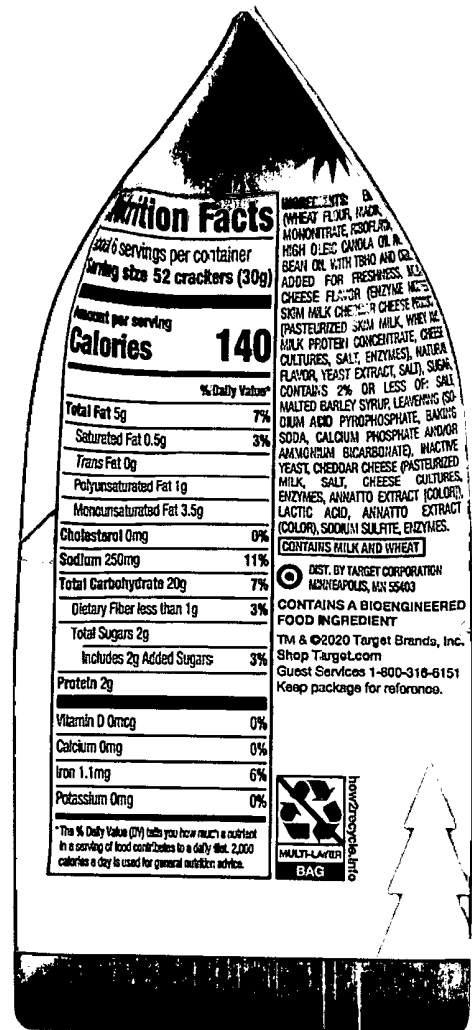 Nutrition Facts
6 servings per container
Serving size 52 crackers (30g)
Amount per serving
Calories 140
% Daily Value*
Total Fat 5g 7%
Saturated Fat 0.5g 3%
Trans Fat 0g
Polyunsaturated Fat 1g
Monounsaturated Fat 3.5g
Cholesterol 0mg 0%
Sodium 250mg 11%
Total Carbohydrate 20g 7%
Dietary Fiber less than 1g 3%
Total Sugars 2g
Includes 2g Added Sugars 3%
Protein 2g
Vitamin D 0mcg 0%
Calcium 0mg 0%
Iron 1.1mg 6%
Potassium 0mg 0%
*The % Daily Value (DV) tells you how much a nutrient
in a serving of food contributes to a daily diet. 2,000
calories a day is used for general nutrition advice.
INGREDIENTS:
(WHEAT FLOUR,
MONONITRATE,
HIGH OLEIC CANOLA OIL
BEAN OIL WITH TBHQ AND
ADDED FOR FRESHNESS,
CHEESE FLAVOR (ENZYME
SKIM MILK CHEDDAR CHEESE
[PASTEURIZED SKIM MILK, WHEY
MILK PROTEIN CONCENTRATE, CHEESE
CULTURES, SALT, ENZYMES], NATURAL
FLAVOR, YEAST EXTRACT, SALT), SUGAR,
CONTAINS 2% OR LESS OF: SALT,
MALTED BARLEY SYRUP, LEAVENING (SO-
DIUM ACID PYROPHOSPHATE, BAKING
SODA, CALCIUM PHOSPHATE AND/OR
AMMONIUM BICARBONATE), INACTIVE
YEAST, CHEDDAR CHEESE (PASTEURIZED
MILK, SALT, CHEESE CULTURES,
ENZYMES, ANNATTO EXTRACT [COLOR]),
LACTIC ACID, ANNATTO EXTRACT
(COLOR), SODIUM SULFITE, ENZYMES.
CONTAINS MILK AND WHEAT
DIST. BY TARGET CORPORATION
MINNEAPOLIS, MN 55403
CONTAINS A BIOENGINEERED
FOOD INGREDIENT
TM & ©2020 Target Brands, Inc.
Shop Target.com
Guest Services 1-800-316-6151
Keep package for reference.
MULTI-LAYER
BAG
how2recycle.info